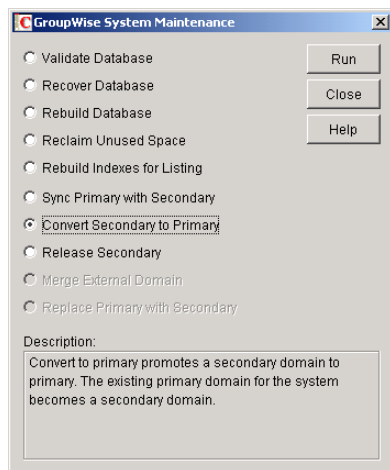 GroupWise System Maintenance
Validate Database
Run
Recover Database
Close
Rebuild Database
Reclaim Unused Space
Help
Rebuild Indexes for Listing
Sync Primary with Secondary
Convert Secondary to Primary
Release Secondary
Merge External Domain
Replace Primary with Secondary
Description:
Convert to primary promotes a secondary domain to
primary. The existing primary domain for the system
becomes a secondary domain.